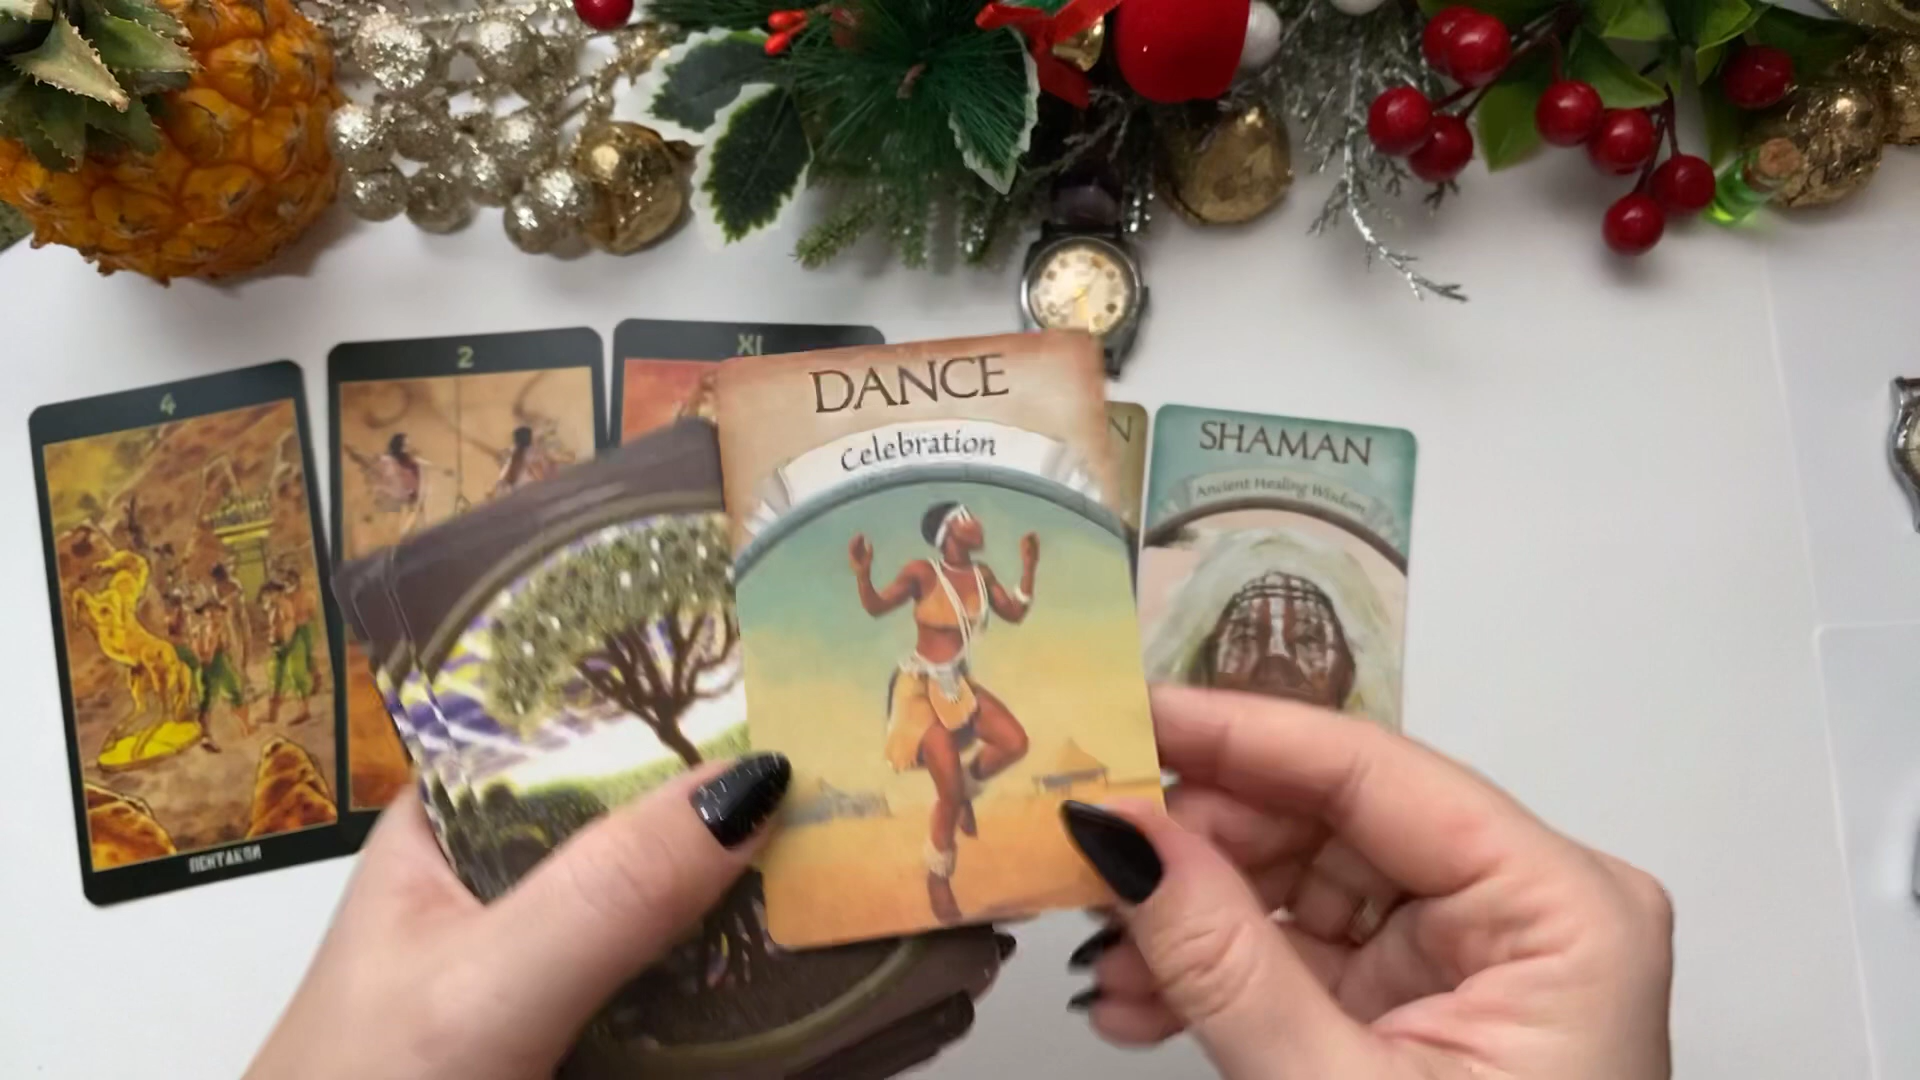 4
ПЕНТАКЛИ
2
XI
DANCE
Celebration
N
SHAMAN
Ancient Healing Wisdom